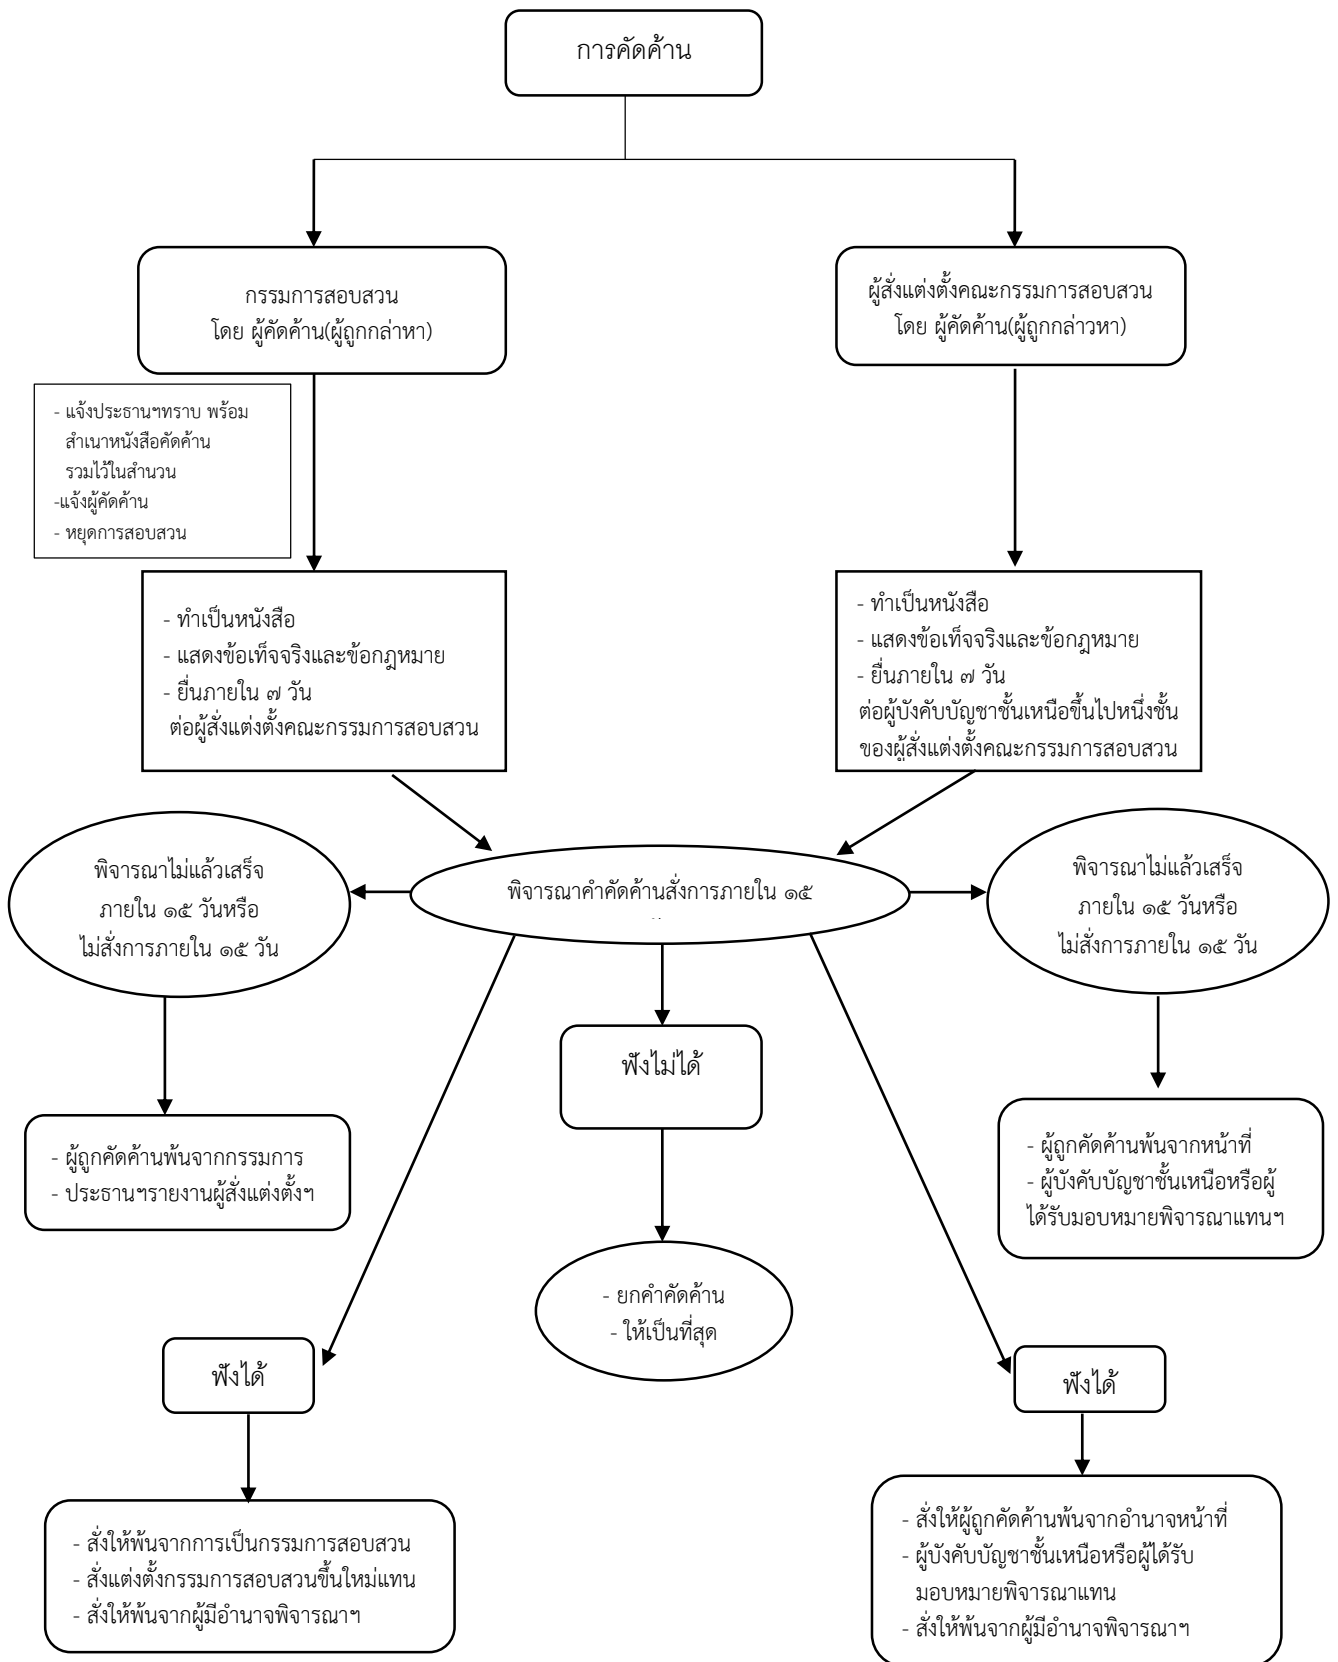 การคัดค้าน
กรรมการสอบสวน
โดย ผู้คัดค้าน(ผู้ถูกกล่าหา)
ผู้สั่งแต่งตั้งคณะกรรมการสอบสวน
โดย ผู้คัดค้าน(ผู้ถูกกล่าวหา)
- แจ้งประธานฯทราบ พร้อม
สำเนาหนังสือคัดค้าน
รวมไว้ในสำนวน
-แจ้งผู้คัดค้าน
- หยุดการสอบสวน
- ทำเป็นหนังสือ
- แสดงข้อเท็จจริงและข้อกฎหมาย
- ยื่นภายใน ๗ วัน
ต่อผู้สั่งแต่งตั้งคณะกรรมการสอบสวน
- ทำเป็นหนังสือ
- แสดงข้อเท็จจริงและข้อกฎหมาย
- ยื่นภายใน ๗ วัน
ต่อผู้บังคับบัญชาชั้นเหนือขึ้นไปหนึ่งชั้น
ของผู้สั่งแต่งตั้งคณะกรรมการสอบสวน
พิจารณาไม่แล้วเสร็จ
ภายใน ๑๕ วันหรือ
ไม่สั่งการภายใน ๑๕ วัน
พิจารณาคำคัดค้านสั่งการภายใน ๑๕
พิจารณาไม่แล้วเสร็จ
ภายใน ๑๕ วันหรือ
ไม่สั่งการภายใน ๑๕ วัน
ฟังไม่ได้
- ผู้ถูกคัดค้านพ้นจากกรรมการ
- ประธานฯรายงานผู้สั่งแต่งตั้งฯ
- ผู้ถูกคัดค้านพ้นจากหน้าที่
- ผู้บังคับบัญชาชั้นเหนือหรือผู้
ได้รับมอบหมายพิจารณาแทนฯ
- ยกคำคัดค้าน
- ให้เป็นที่สุด
ฟังได้
ฟังได้
- สั่งให้พ้นจากการเป็นกรรมการสอบสวน
- สั่งแต่งตั้งกรรมการสอบสวนขึ้นใหม่แทน
- สั่งให้พ้นจากผู้มีอำนาจพิจารณาฯ
- สั่งให้ผู้ถูกคัดค้านพ้นจากอำนาจหน้าที่
- ผู้บังคับบัญชาชั้นเหนือหรือผู้ได้รับ
มอบหมายพิจารณาแทน
- สั่งให้พ้นจากผู้มีอำนาจพิจารณาฯ